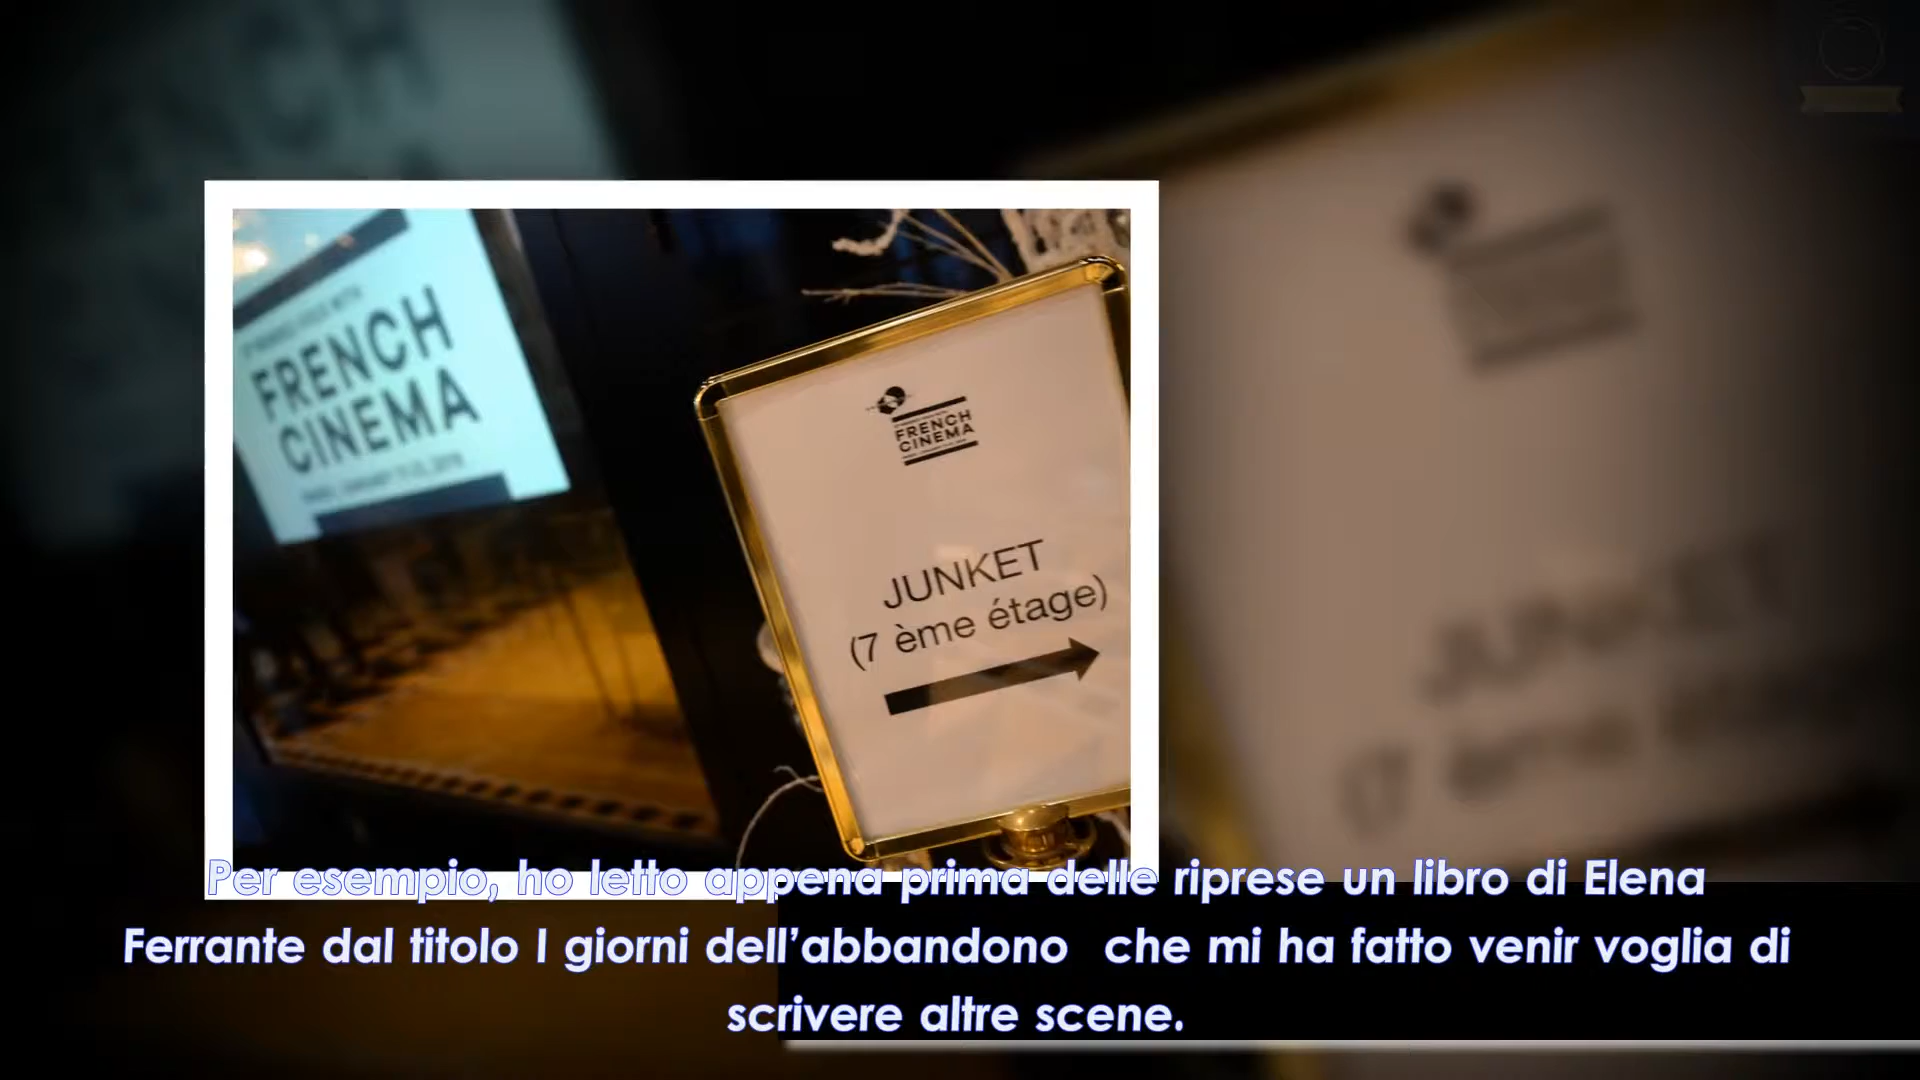 FRENCH
CINEMA
FRENCH
CINEMA
JUNKET
(7 ème étage)
Per esempio, ho letto appena prima delle riprese un libro di Elena
Ferrante dal titolo I giorni dell’abbandono che mi ha fatto venir voglia di
scrivere altre scene.